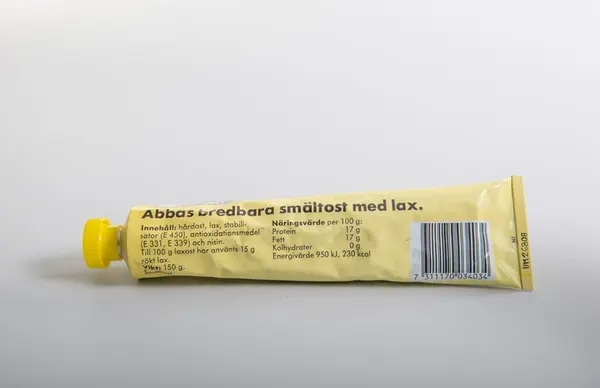 Abbas bredbara smältost med lax.
Innehåll: hårdost, lax, stabili-
sator (E 450), antioxidationsmedel
(E 331, E 339) och nisin.
Till 100 g laxost har använts 15 g
rökt lax.
Vikt: 150 g.
Näringsvärde per 100 g:
Protein 17 g
Fett 17 g
Kolhydrater 0 g
Energivärde 950 kJ, 230 kcal
7 311170 034034